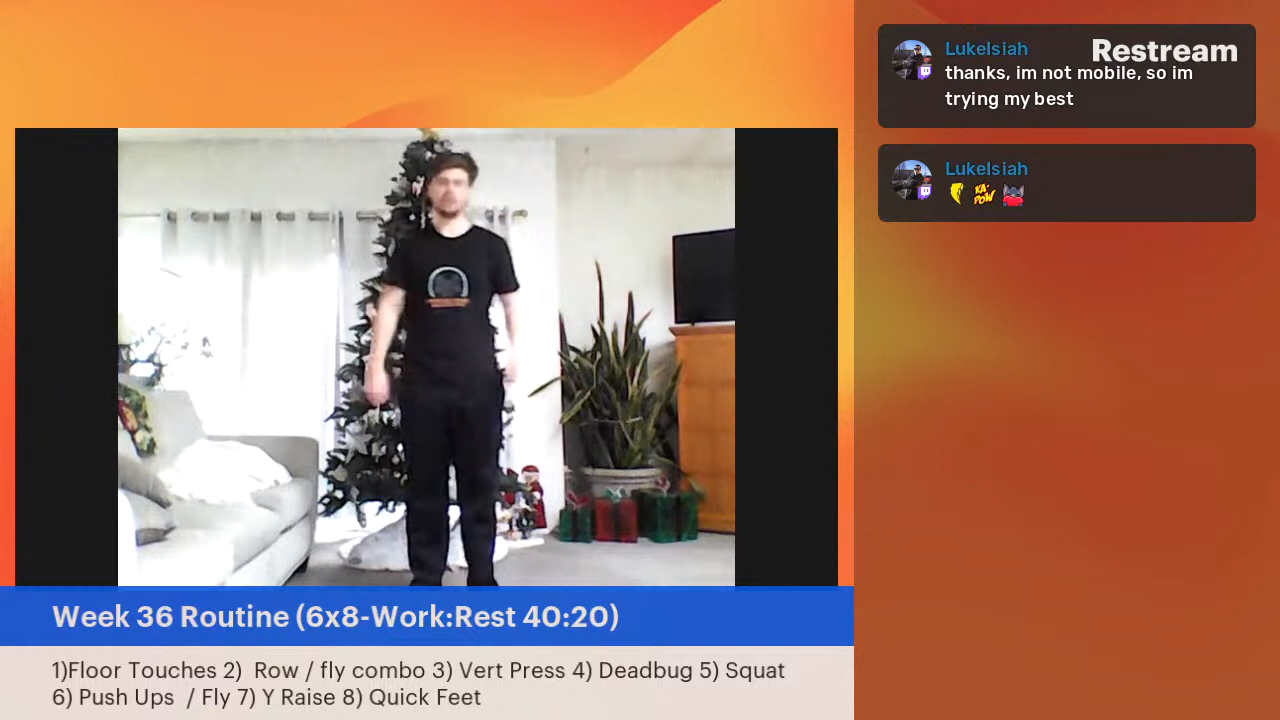 LukeIsiah
Restream
thanks, im not mobile, so im
trying my best
LukeIsiah
KA-
POW
Week 36 Routine (6x8-Work:Rest 40:20)
1)Floor Touches 2)  Row / fly combo 3) Vert Press 4) Deadbug 5) Squat
6) Push Ups  / Fly 7) Y Raise 8) Quick Feet